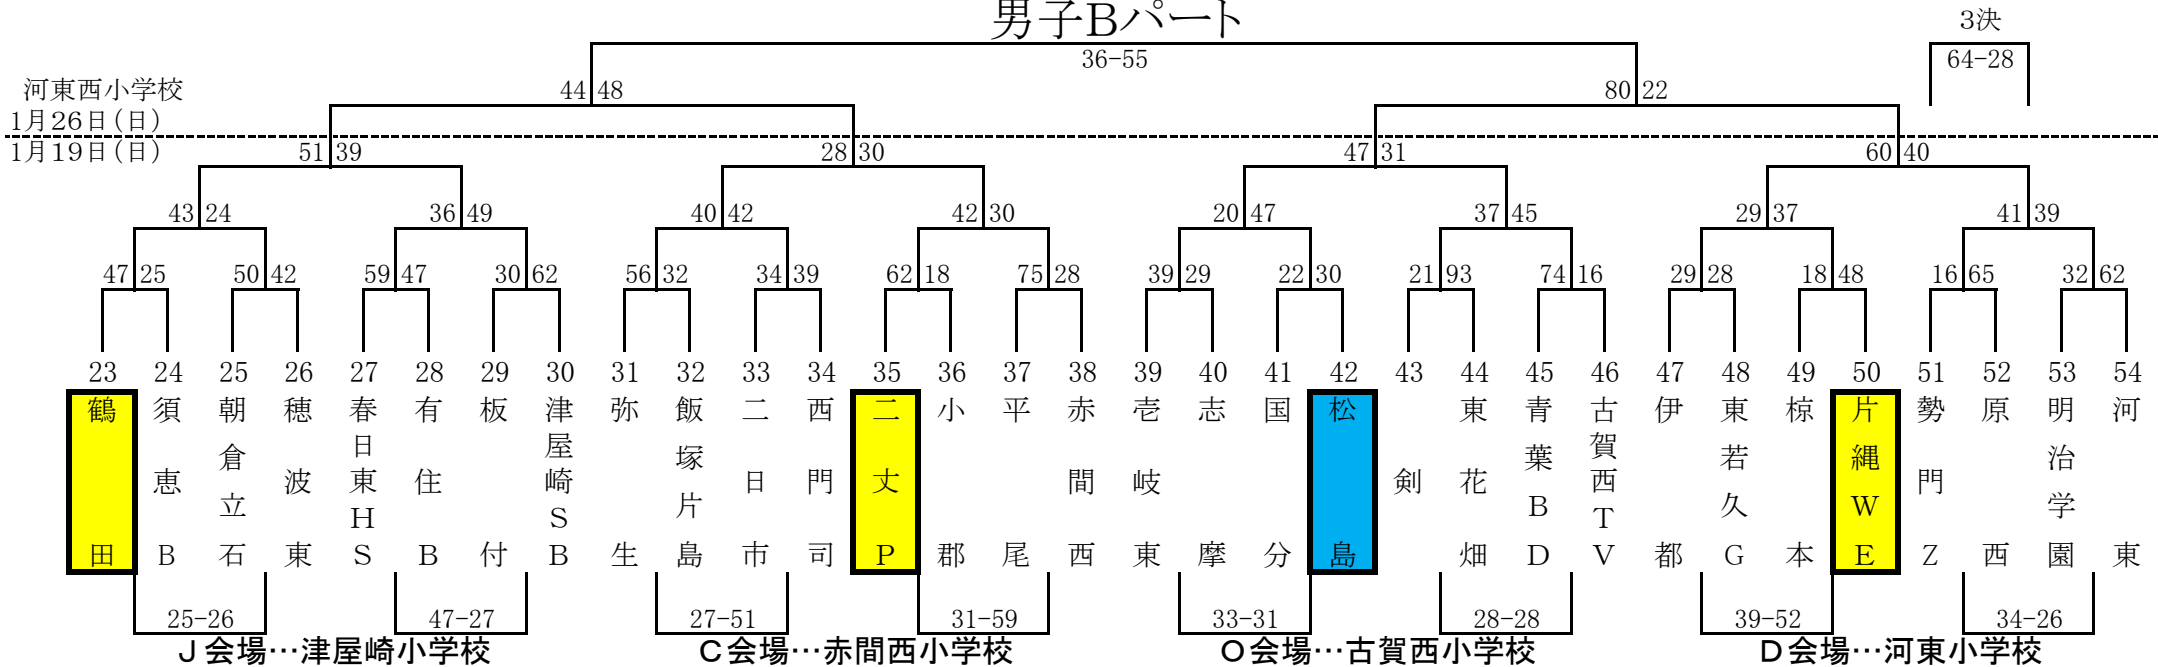 男子Bパート
3決
36-55
64-28
河東西小学校
44 48
80 22
1月26日(日)
1月19日(日)
51 39
28 30
47 31
60 40
43 24
36 49
40 42
42 30
20 47
37 45
29 37
41 39
47 25
50 42
59 47
30 62
56 32
34 39
62 18
75 28
39 29
22 30
21 93
74 16
29 28
18 48
16 65
32 62
23 鶴田
24 須恵B
25 朝倉立石
26 穂波東
27 春日東HS
28 有住B
29 板付
30 津屋崎SB
31 弥生
32 飯塚片島
33 二日市
34 西門司
35 二丈P
36 小郡
37 平尾
38 赤間西
39 壱岐東
40 志摩
41 国分
42 松島
43 剣
44 東花畑
45 青葉BD
46 古賀西TV
47 伊都
48 東若久G
49 椋本
50 片縄WE
51 勢門Z
52 原西
53 明治学園
54 河東
25-26
47-27
27-51
31-59
33-31
28-28
39-52
34-26
J会場…津屋崎小学校
C会場…赤間西小学校
O会場…古賀西小学校
D会場…河東小学校